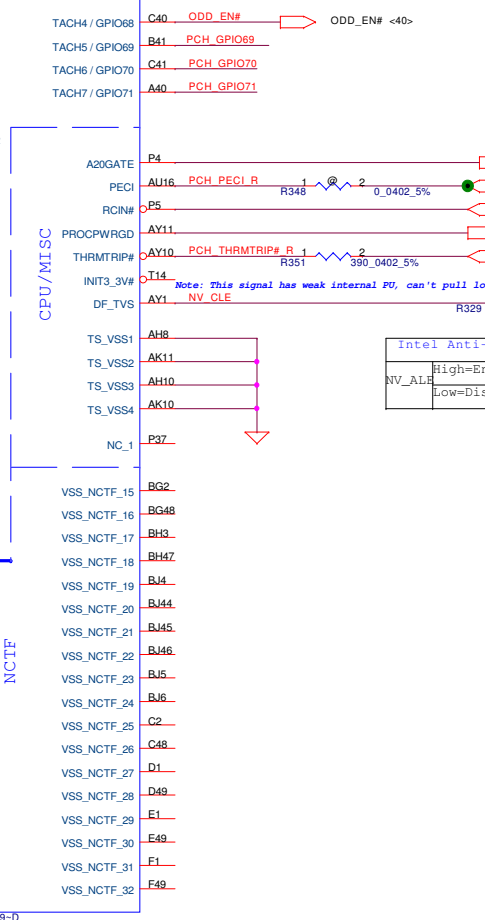 TACH4 / GPIO68 C40 ODD_EN# ODD_EN# <40>
TACH5 / GPIO69 B41 PCH_GPIO69
TACH6 / GPIO70 C41 PCH_GPIO70
TACH7 / GPIO71 A40 PCH_GPIO71
CPU/MISC
A20GATE P4
PECI AU16 PCH_PECI_R R348 1 @ 2 0_0402_5%
RCIN# P5
PROCPWRGD AY11
THRMTRIP# AY10 PCH_THRMTRIP#_R R351 1 2 390_0402_5%
INIT3_3V# T14
Note: This signal has weak internal PU, can't pull lo
DF_TVS AY1 NV_CLE R329
TS_VSS1 AH8
TS_VSS2 AK11
TS_VSS3 AH10
TS_VSS4 AK10
Intel Anti-
NV_ALE High=En
Low=Dis
NC_1 P37
NCTF
VSS_NCTF_15 BG2
VSS_NCTF_16 BG48
VSS_NCTF_17 BH3
VSS_NCTF_18 BH47
VSS_NCTF_19 BJ4
VSS_NCTF_20 BJ44
VSS_NCTF_21 BJ45
VSS_NCTF_22 BJ46
VSS_NCTF_23 BJ5
VSS_NCTF_24 BJ6
VSS_NCTF_25 C2
VSS_NCTF_26 C48
VSS_NCTF_27 D1
VSS_NCTF_28 D49
VSS_NCTF_29 E1
VSS_NCTF_30 E49
VSS_NCTF_31 F1
VSS_NCTF_32 F49
9~D